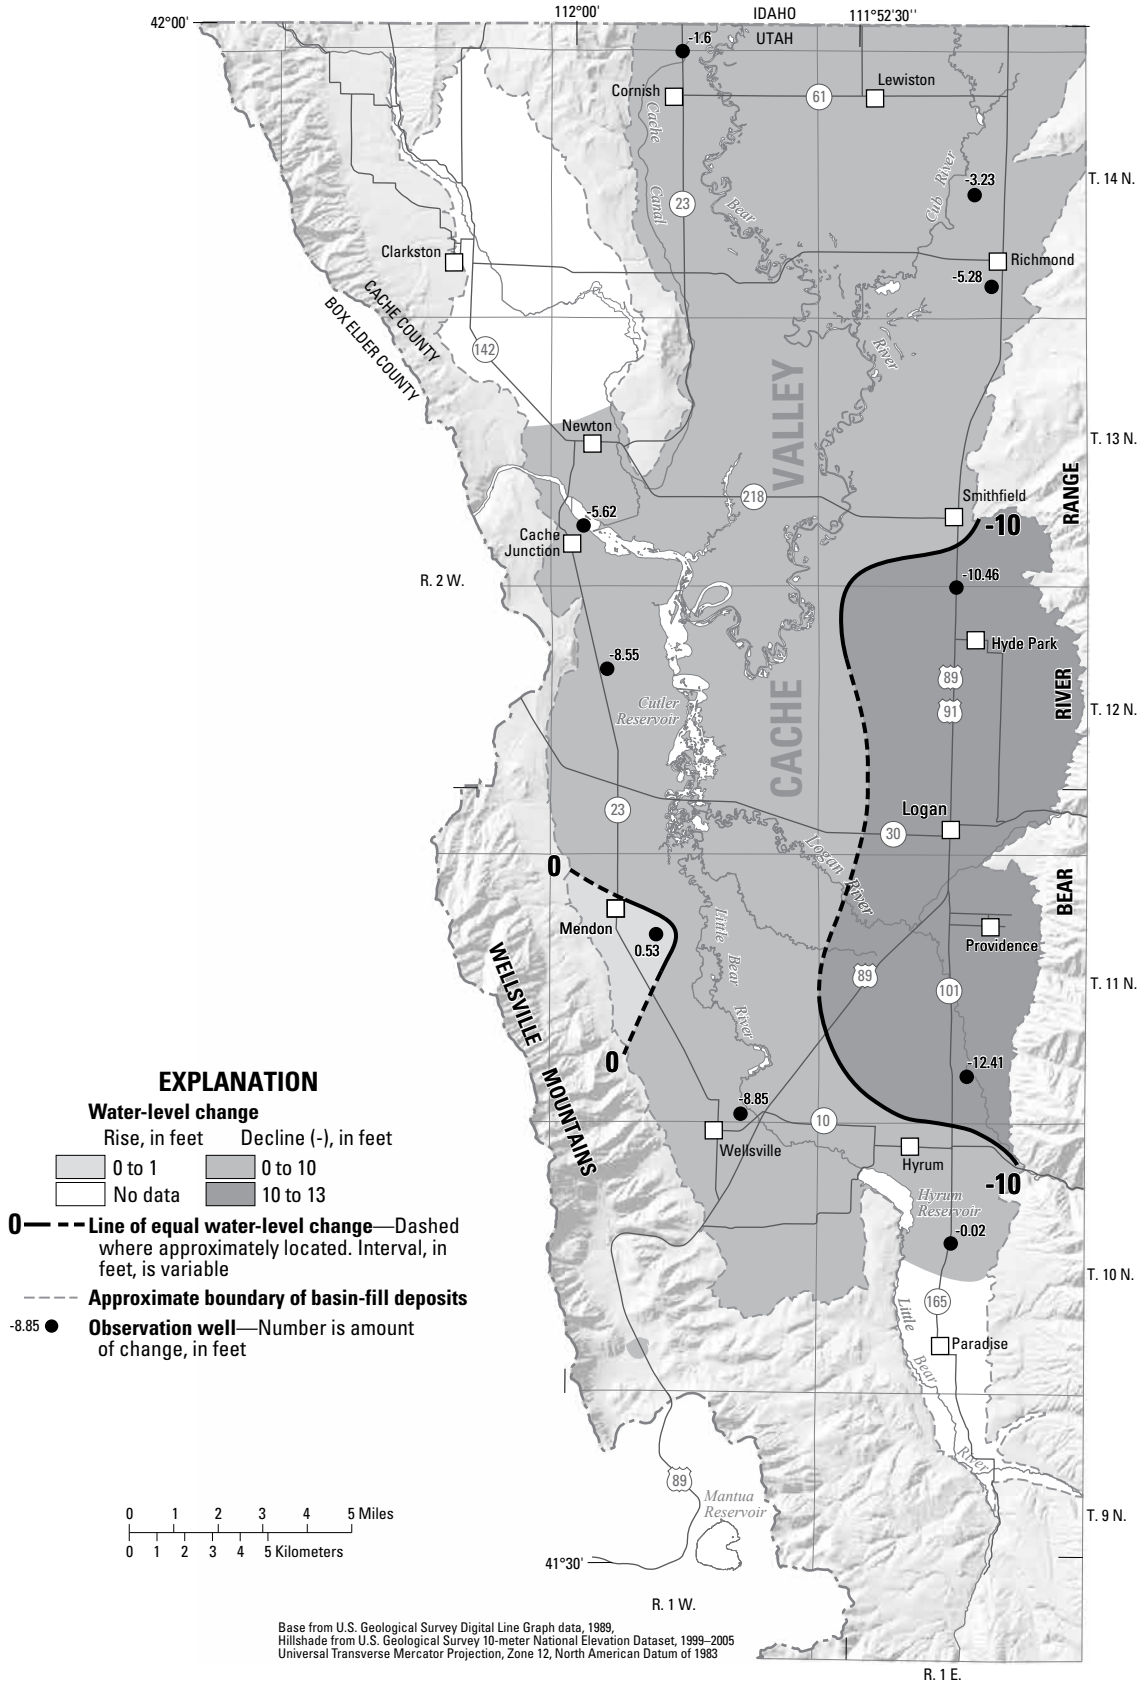 42°00'
112°00'
IDAHO
111°52'30''
UTAH
-1.6
Cornish
61
Lewiston
Cache
Canal
Cub River
-3.23
T. 14 N.
23
Bear
River
Clarkston
Richmond
-5.28
CACHE COUNTY
BOX ELDER COUNTY
142
VALLEY
Newton
T. 13 N.
RANGE
218
Smithfield
-10
-5.62
Cache
Junction
R. 2 W.
-10.46
Hyde Park
-8.55
89
91
RIVER
Cutler
Reservoir
CACHE
T. 12 N.
23
Logan
30
Logan River
0
BEAR
Mendon
0.53
Little
Bear
River
Providence
WELLSVILLE
MOUNTAINS
89
101
T. 11 N.
0
-12.41
-8.85
10
Wellsville
Hyrum
-10
Hyrum
Reservoir
-0.02
T. 10 N.
165
Little
Bear
River
Paradise
EXPLANATION
Water-level change
Rise, in feet
Decline (-), in feet
0 to 1
0 to 10
No data
10 to 13
0
Line of equal water-level change—Dashed
where approximately located. Interval, in
feet, is variable
Approximate boundary of basin-fill deposits
-8.85
Observation well—Number is amount
of change, in feet
89
Mantua
Reservoir
0 1 2 3 4 5 Miles
0 1 2 3 4 5 Kilometers
T. 9 N.
41°30'
R. 1 W.
Base from U.S. Geological Survey Digital Line Graph data, 1989,
Hillshade from U.S. Geological Survey 10-meter National Elevation Dataset, 1999–2005
Universal Transverse Mercator Projection, Zone 12, North American Datum of 1983
R. 1 E.